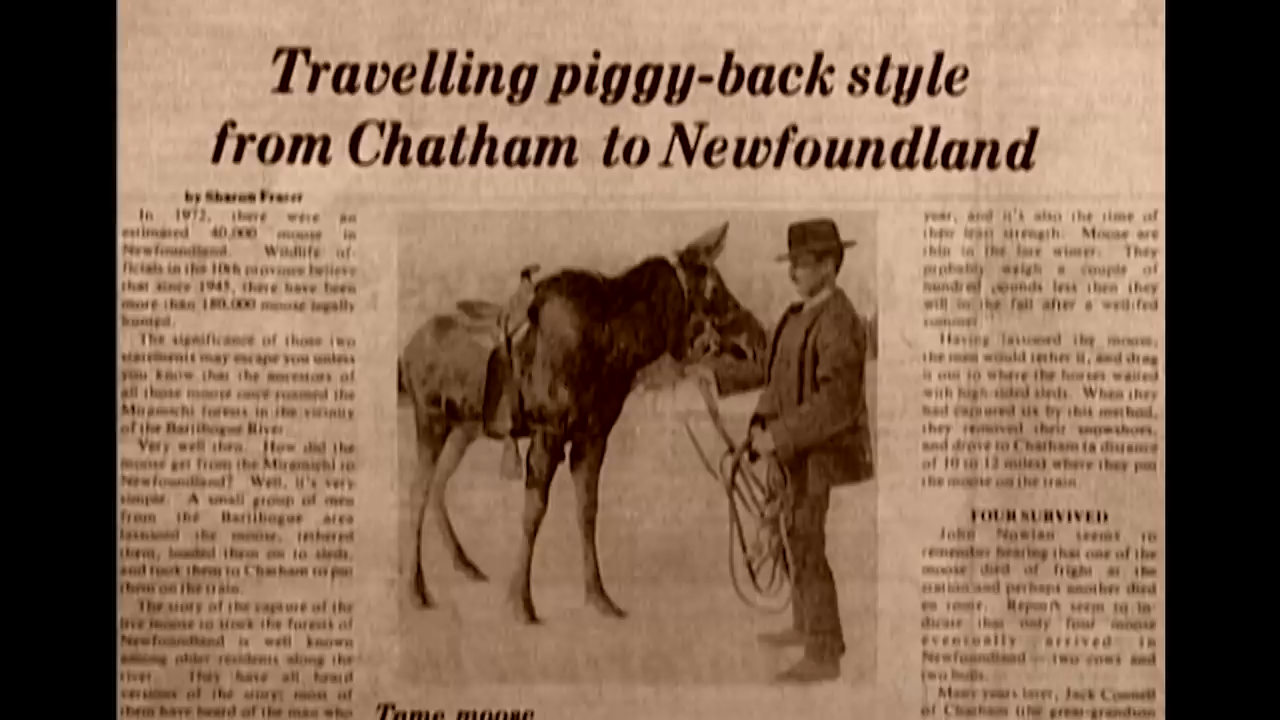 Travelling piggy-back style
from Chatham to Newfoundland
by Sharon Fraser
In 1972, there were an
estimated 40,000 moose in
Newfoundland. Wildlife of-
ficials in the 10th province believe
that since 1945, there have been
more than 180,000 moose legally
hunted.
The significance of those two
statements may escape you unless
you know that the ancestors of
all those moose once roamed the
Miramichi forests in the vicinity
of the Bartibogue River.
Very well then. How did the
moose get from the Miramichi to
Newfoundland? Well, it's very
simple. A small group of men
from the Bartibogue area
lassoed the moose, tethered
them, loaded them on to sleds,
and took them to Chatham to put
them on the train.
The story of the capture of the
live moose to stock the forests of
Newfoundland is well known
among older residents along the
river. They have all heard
versions of the story; most of
them have heard of the man who
Tame moose
year, and it's also the time of
their least strength. Moose are
thin in the late winter. They
probably weigh a couple of
hundred pounds less then they
will in the fall after a well-fed
summer.
Having lassoed the moose,
the men would tether it, and drag
it out to where the horses waited
with high sided sleds. When they
had captured six by this method,
they removed their snowshoes,
and drove to Chatham (a distance
of 10 to 12 miles) where they put
the moose on the train.
FOUR SURVIVED
John Nowlan seems to
remember hearing that one of the
moose died of fright at the
station and perhaps another died
en route. Reports seem to in-
dicate that only four moose
eventually arrived in
Newfoundland — two cows and
two bulls.
Many years later, Jack Connell
of Chatham (the great-grandson